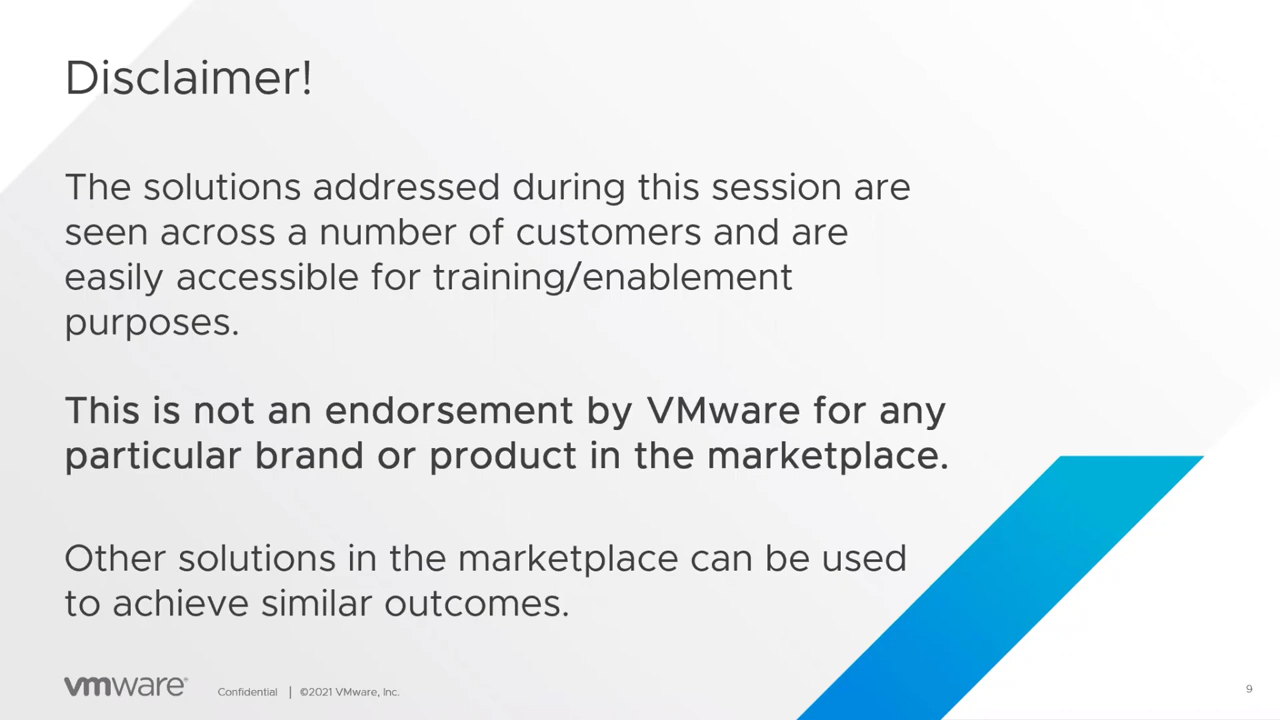 Disclaimer!
The solutions addressed during this session are
seen across a number of customers and are
easily accessible for training/enablement
purposes.
This is not an endorsement by VMware for any
particular brand or product in the marketplace.
Other solutions in the marketplace can be used
to achieve similar outcomes.
vmware® Confidential | ©2021 VMware, Inc. 9